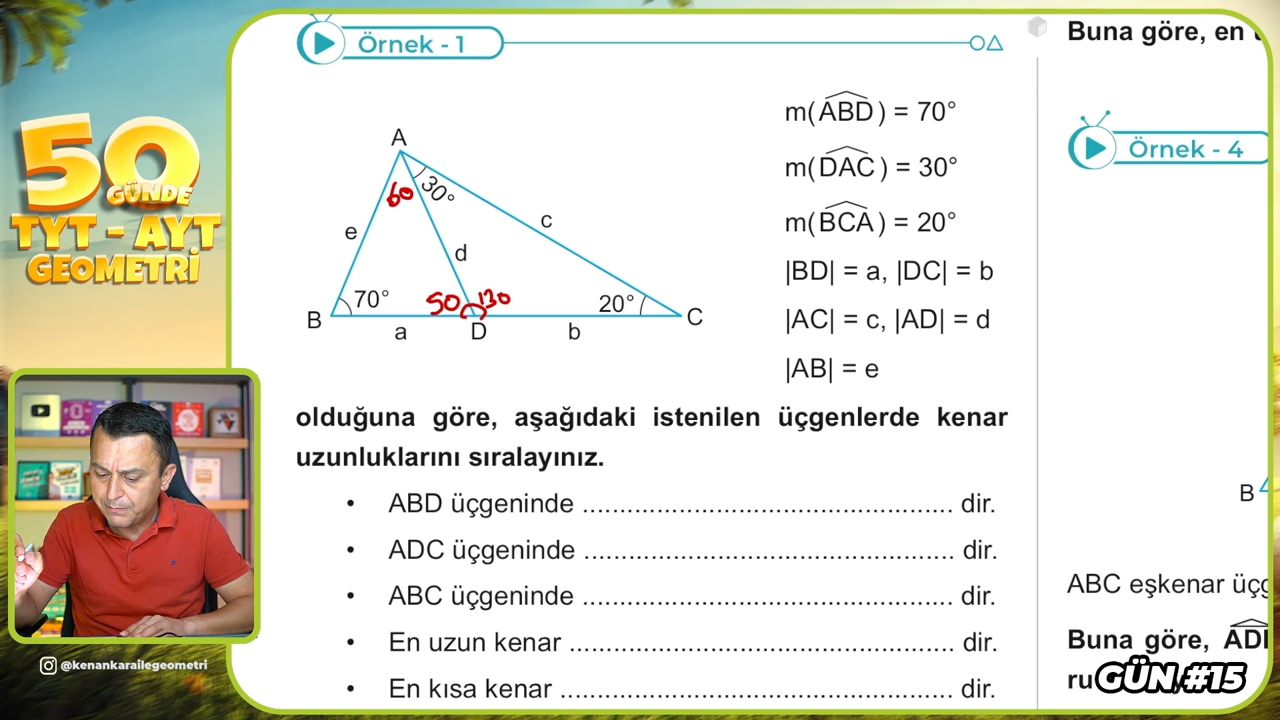 50
GÜNDE
TYT - AYT
GEOMETRİ
Örnek - 1
A
60
30°
e
c
d
70°
50
130
20°
B
a
D
b
C
m(ABD) = 70°
m(DAC) = 30°
m(BCA) = 20°
|BD| = a, |DC| = b
|AC| = c, |AD| = d
|AB| = e
olduğuna göre, aşağıdaki istenilen üçgenlerde kenar
uzunluklarını sıralayınız.
• ABD üçgeninde .................................................. dir.
• ADC üçgeninde .................................................. dir.
• ABC üçgeninde .................................................. dir.
• En uzun kenar .................................................... dir.
• En kısa kenar ..................................................... dir.
Buna göre, en
Örnek - 4
B
ABC eşkenar üçg
Buna göre, AD
ru
GÜN #15
@kenankarailegeometri